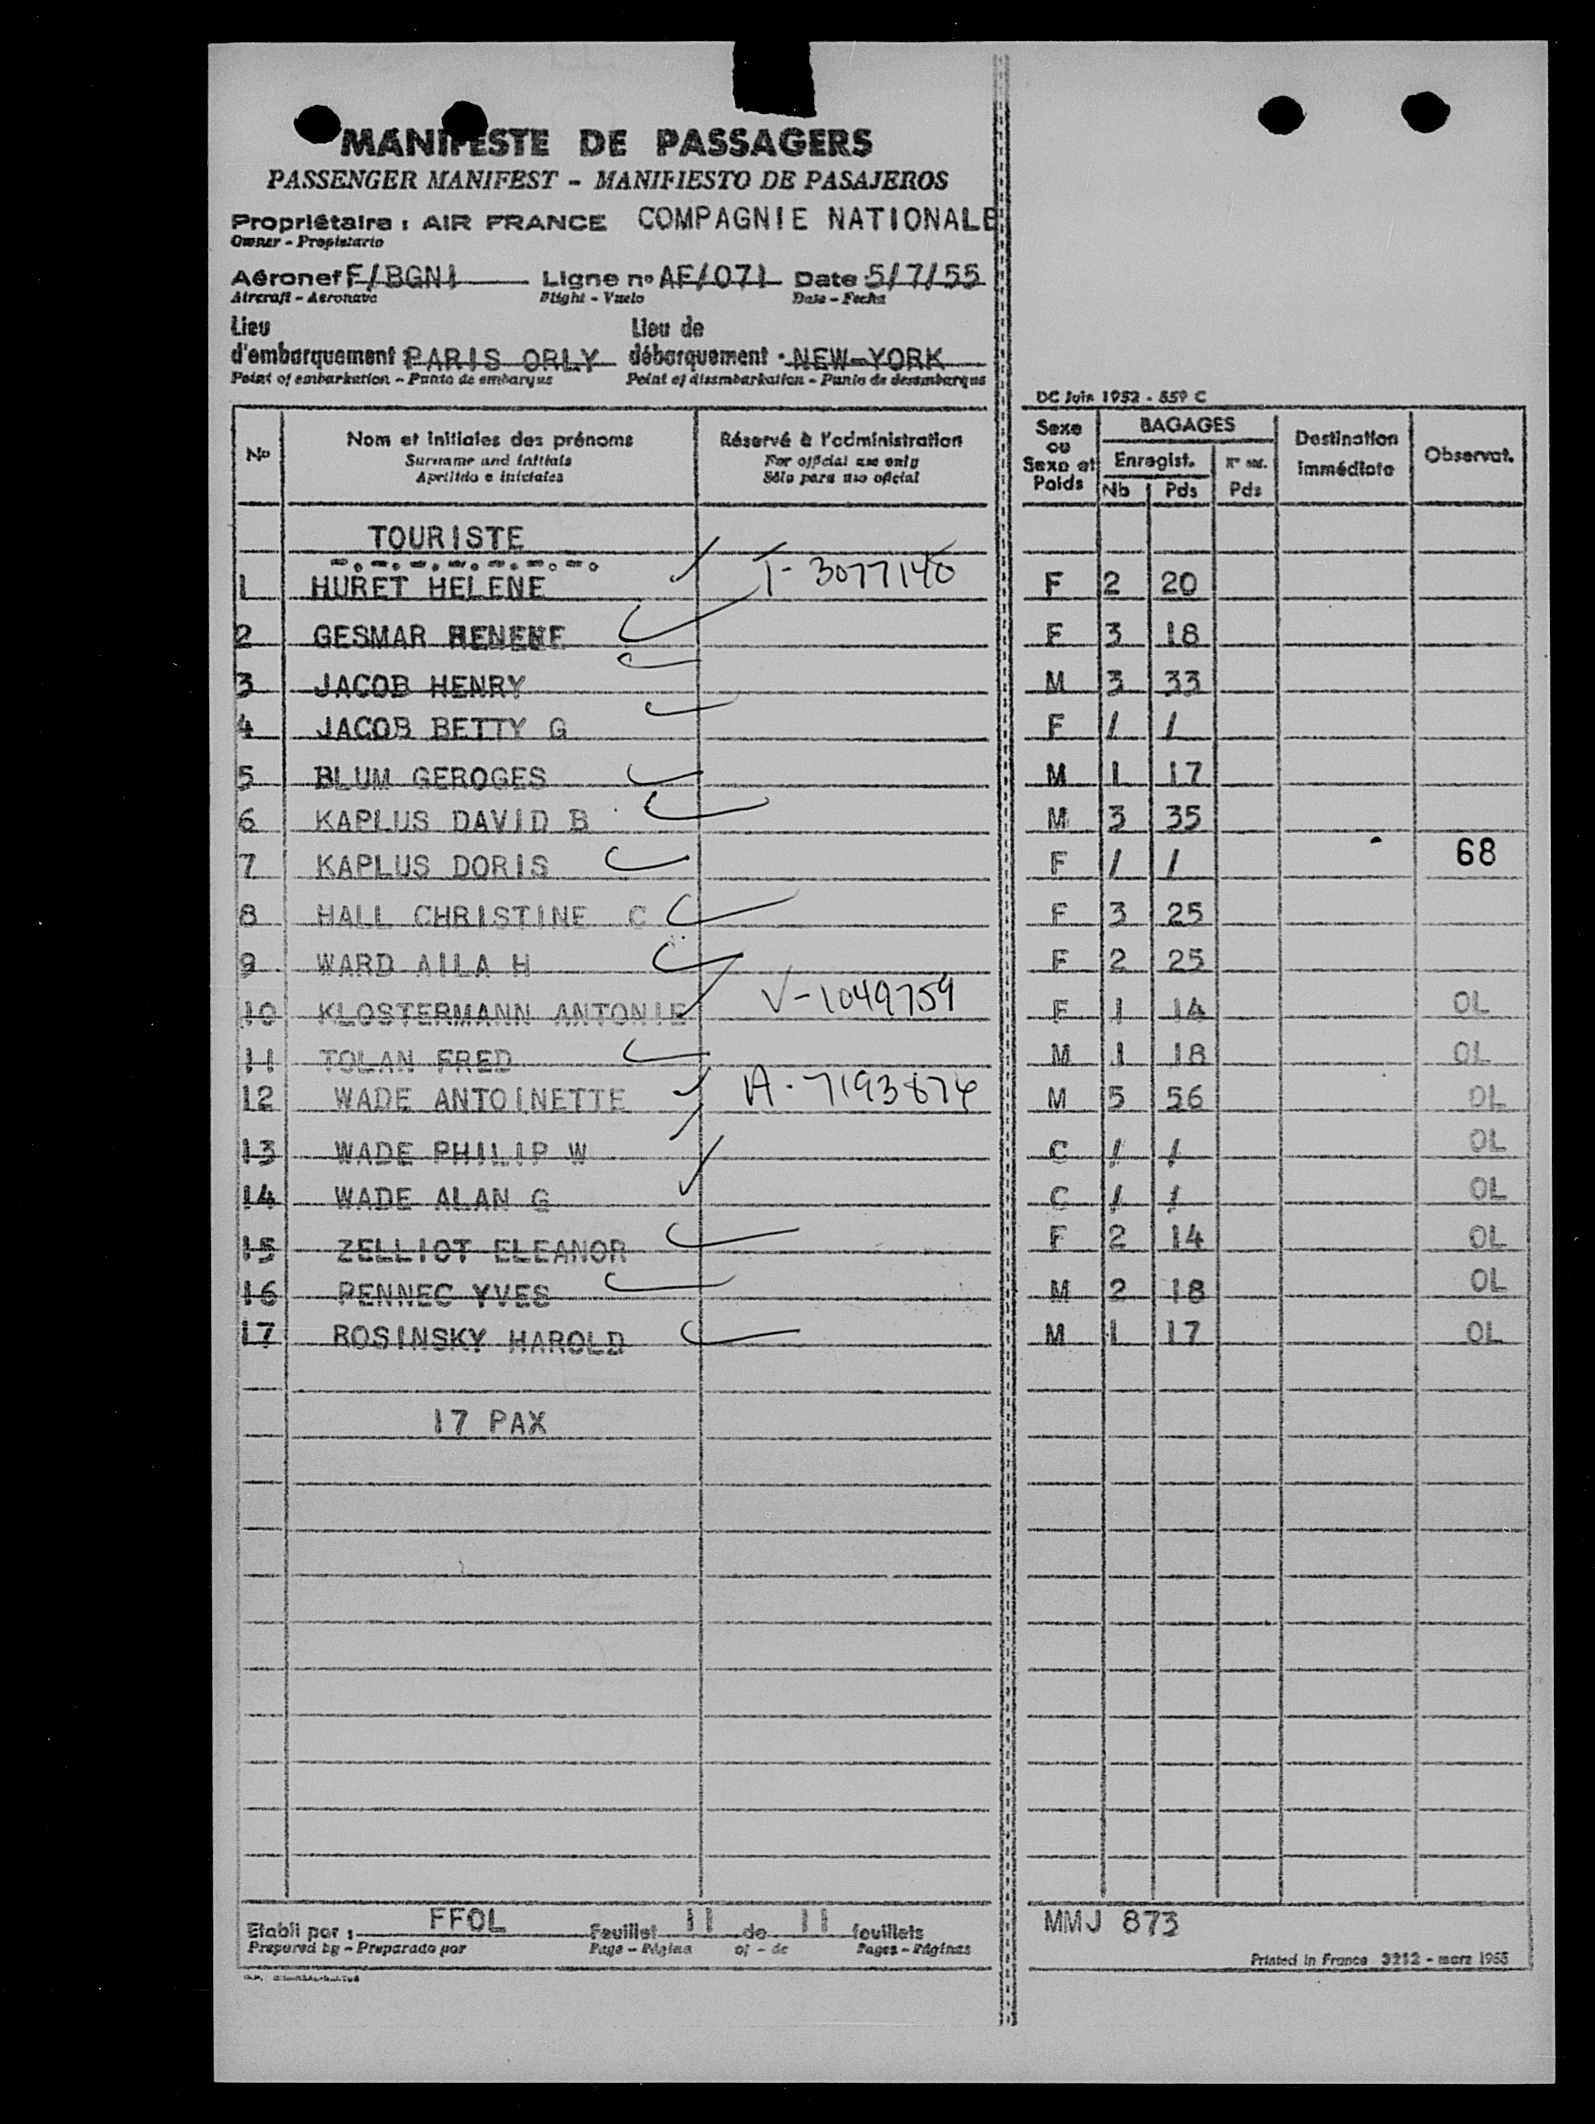 MANIFESTE DE PASSAGERS
PASSENGER MANIFEST - MANIFIESTO DE PASAJEROS
Propriétaire : AIR FRANCE COMPAGNIE NATIONALE
Owner - Propietario
Aéronef F/BGNI Ligne n° AF/071 Date 5/7/55
Aircraft - Aeronave Flight - Vuelo Date - Fecha
Lieu d'embarquement : PARIS ORLY Lieu de débarquement : NEW-YORK
Point of embarkation - Punto de embarque Point of disembarkation - Punto de desembarque
DC Juin 1952 - 559 C
N° Nom et initiales des prénoms Réservé à l'administration Sexe ou Sexe et Poids BAGAGES Destination immédiate Observat.
Surname and initials For official use only Enregist.
Apellido e iniciales Sólo para uso oficial Nb Pds Pds
TOURISTE
-.-.-.-.-.-.-.
1 HURET HELENE T- 3077140 F 2 20
2 GESMAR RENEE F 3 18
3 JACOB HENRY M 3 33
4 JACOB BETTY G F / /
5 BLUM GEROGES M 1 17
6 KAPLUS DAVID B M 3 35
7 KAPLUS DORIS F / / 68
8 HALL CHRISTINE C F 3 25
9 WARD AILA H F 2 25
10 KLOSTERMANN ANTONIE V-1049759 F 1 14 OL
11 TOLAN FRED M 1 18 OL
12 WADE ANTOINETTE A-7193874 M 5 56 OL
13 WADE PHILIP W C / / OL
14 WADE ALAN G C / / OL
15 ZELLIOT ELEANOR F 2 14 OL
16 PENNEC YVES M 2 18 OL
17 ROSINSKY HAROLD M 1 17 OL
17 PAX
Etabli par : FFOL Feuillet 11 de 11 feuillets MMJ 873
Prepared by - Preparado por Page - Página of - de Pages - Páginas
Printed in France 3212 - mars 1955